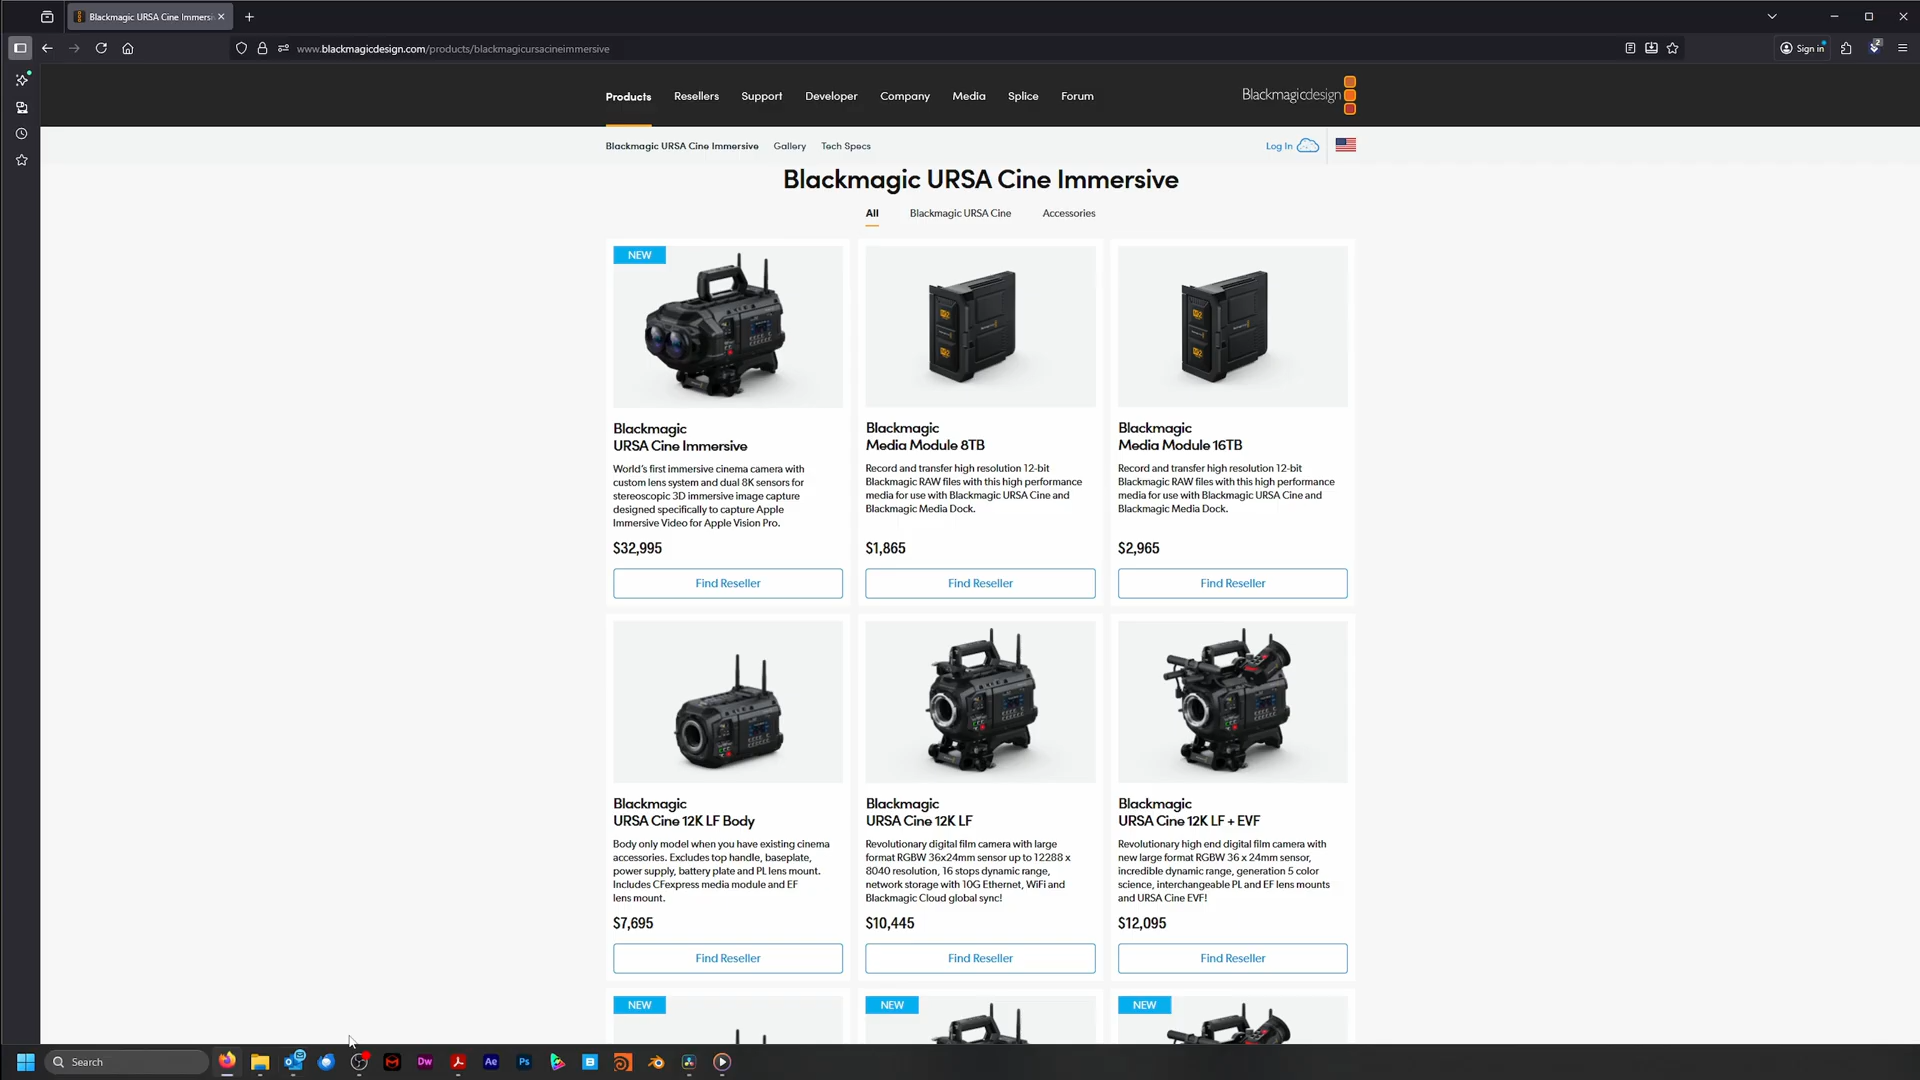 Blackmagic URSA Cine Immersi
www.blackmagicdesign.com/products/blackmagicursacineimmersive
Sign in
2
Products
Resellers
Support
Developer
Company
Media
Splice
Forum
Blackmagicdesign
Blackmagic URSA Cine Immersive
Gallery
Tech Specs
Log In
Blackmagic URSA Cine Immersive
All
Blackmagic URSA Cine
Accessories
NEW
Blackmagic
URSA Cine Immersive
World's first immersive cinema camera with
custom lens system and dual 8K sensors for
stereoscopic 3D immersive image capture
designed specifically to capture Apple
Immersive Video for Apple Vision Pro.
$32,995
Find Reseller
Blackmagic
Media Module 8TB
Record and transfer high resolution 12-bit
Blackmagic RAW files with this high performance
media for use with Blackmagic URSA Cine and
Blackmagic Media Dock.
$1,865
Find Reseller
Blackmagic
Media Module 16TB
Record and transfer high resolution 12-bit
Blackmagic RAW files with this high performance
media for use with Blackmagic URSA Cine and
Blackmagic Media Dock.
$2,965
Find Reseller
Blackmagic
URSA Cine 12K LF Body
Body only model when you have existing cinema
accessories. Excludes top handle, baseplate,
power supply, battery plate and PL lens mount.
Includes CFexpress media module and EF
lens mount.
$7,695
Find Reseller
Blackmagic
URSA Cine 12K LF
Revolutionary digital film camera with large
format RGBW 36x24mm sensor up to 12288 x
8040 resolution, 16 stops dynamic range,
network storage with 10G Ethernet, WiFi and
Blackmagic Cloud global sync!
$10,445
Find Reseller
Blackmagic
URSA Cine 12K LF + EVF
Revolutionary high end digital film camera with
new large format RGBW 36 x 24mm sensor,
incredible dynamic range, generation 5 color
science, interchangeable PL and EF lens mounts
and URSA Cine EVF!
$12,095
Find Reseller
NEW
NEW
NEW
Search
Dw
Ae
Ps
B